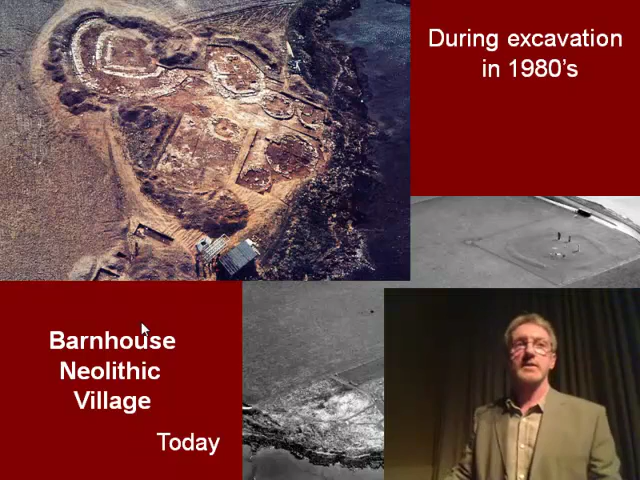 During excavation
in 1980's
Barnhouse
Neolithic
Village
Today